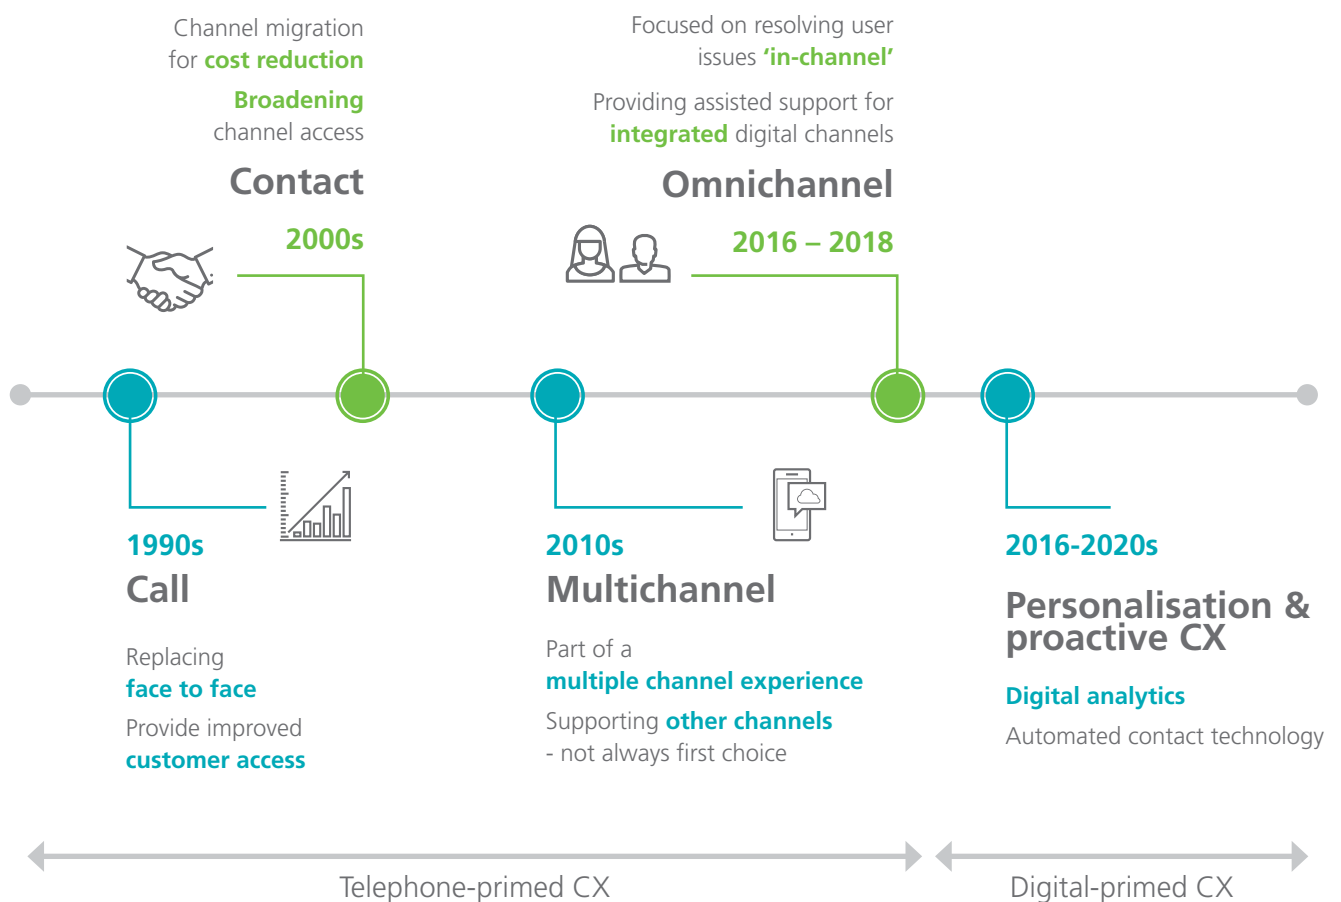 Channel migration
for cost reduction
Broadening
channel access
Contact
2000s
Focused on resolving user
issues ‘in-channel’
Providing assisted support for
integrated digital channels
Omnichannel
2016 – 2018
1990s
Call
Replacing
face to face
Provide improved
customer access
2010s
Multichannel
Part of a
multiple channel experience
Supporting other channels
- not always first choice
2016-2020s
Personalisation &
proactive CX
Digital analytics
Automated contact technology
Telephone-primed CX
Digital-primed CX